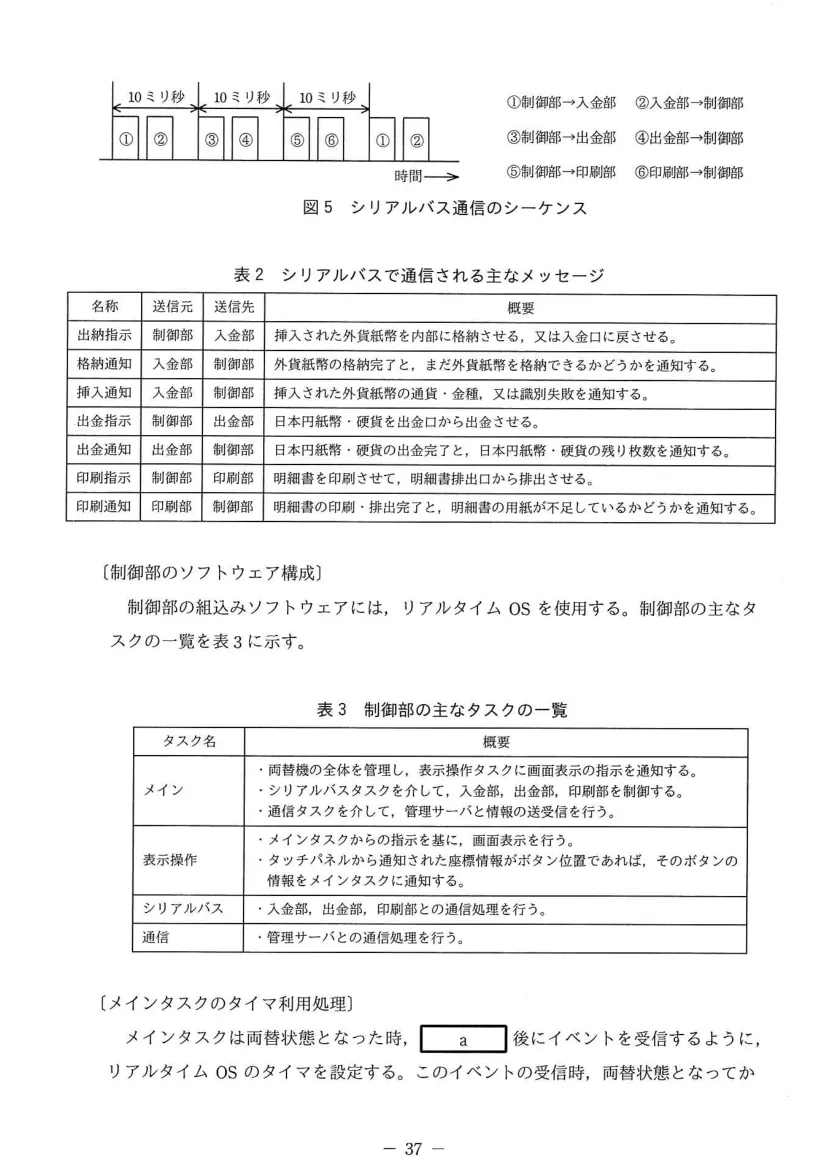 10ミリ秒 10ミリ秒 10ミリ秒
① ② ③ ④ ⑤ ⑥ ① ②
時間
①制御部→入金部 ②入金部→制御部
③制御部→出金部 ④出金部→制御部
⑤制御部→印刷部 ⑥印刷部→制御部
図5 シリアルバス通信のシーケンス
表2 シリアルバスで通信される主なメッセージ
名称 送信元 送信先 概要
出納指示 制御部 入金部 挿入された外貨紙幣を内部に格納させる，又は入金口に戻させる。
格納通知 入金部 制御部 外貨紙幣の格納完了と，まだ外貨紙幣を格納できるかどうかを通知する。
挿入通知 入金部 制御部 挿入された外貨紙幣の通貨・金種，又は識別失敗を通知する。
出金指示 制御部 出金部 日本円紙幣・硬貨を出金口から出金させる。
出金通知 出金部 制御部 日本円紙幣・硬貨の出金完了と，日本円紙幣・硬貨の残り枚数を通知する。
印刷指示 制御部 印刷部 明細書を印刷させて，明細書排出口から排出させる。
印刷通知 印刷部 制御部 明細書の印刷・排出完了と，明細書の用紙が不足しているかどうかを通知する。
〔制御部のソフトウェア構成〕
制御部の組込みソフトウェアには，リアルタイム OS を使用する。制御部の主なタ
スクの一覧を表3に示す。
表3 制御部の主なタスクの一覧
タスク名 概要
メイン
・両替機の全体を管理し，表示操作タスクに画面表示の指示を通知する。
・シリアルバスタスクを介して，入金部，出金部，印刷部を制御する。
・通信タスクを介して，管理サーバと情報の送受信を行う。
表示操作
・メインタスクからの指示を基に，画面表示を行う。
・タッチパネルから通知された座標情報がボタン位置であれば，そのボタンの
情報をメインタスクに通知する。
シリアルバス ・入金部，出金部，印刷部との通信処理を行う。
通信 ・管理サーバとの通信処理を行う。
〔メインタスクのタイマ利用処理〕
メインタスクは両替状態となった時， a 後にイベントを受信するように，
リアルタイム OS のタイマを設定する。このイベントの受信時，両替状態となってか
－ 37 －